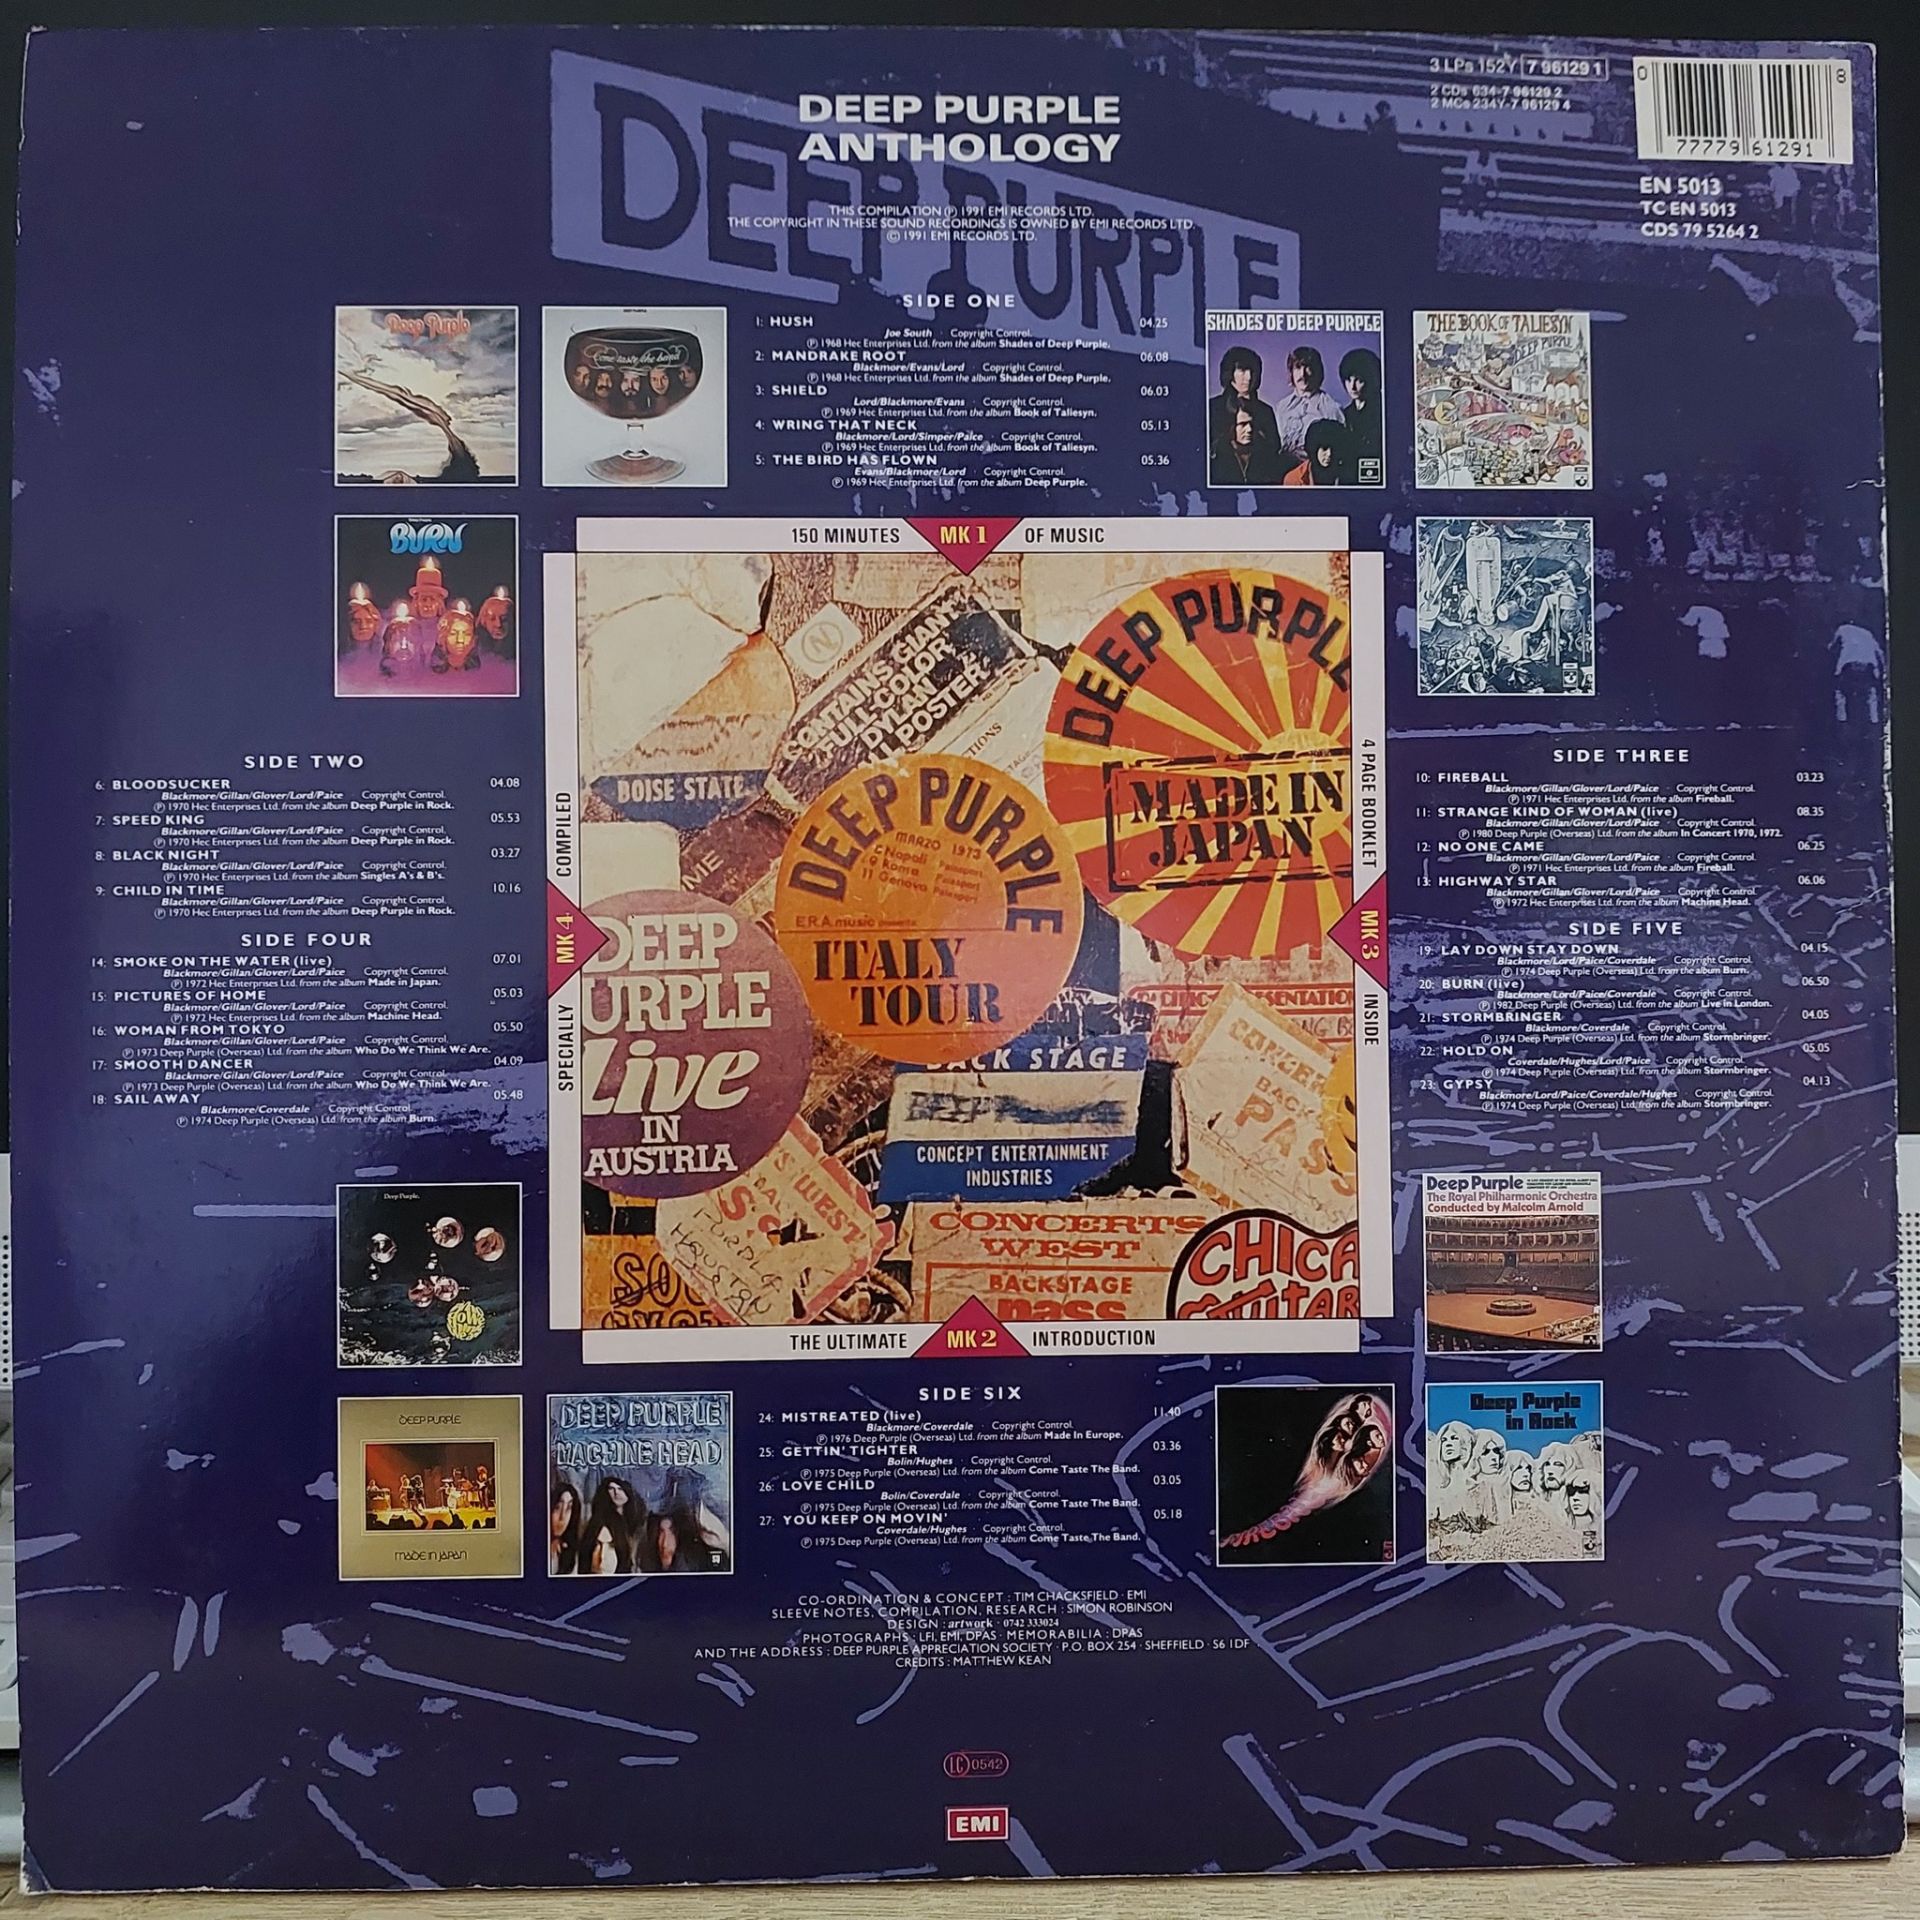 3 LPs 152Y 7 96129 1
2 CDs 634-7 96129 2
2 MCs 234Y-7 96129 4
0 77779 61291 8
EN 5013
TC EN 5013
CDS 79 5264 2
DEEP PURPLE
DEEP PURPLE
ANTHOLOGY
THIS COMPILATION Ⓟ 1991 EMI RECORDS LTD.
THE COPYRIGHT IN THESE SOUND RECORDINGS IS OWNED BY EMI RECORDS LTD.
© 1991 EMI RECORDS LTD.
Deep Purple
Come taste the band
SHADES OF DEEP PURPLE
THE BOOK OF TALIESYN
DEEP PURPLE
BURN
SIDE ONE
1: HUSH 04.25
Joe South · Copyright Control.
Ⓟ 1968 Hec Enterprises Ltd. from the album Shades of Deep Purple.
2: MANDRAKE ROOT 06.08
Blackmore/Evans/Lord · Copyright Control.
Ⓟ 1968 Hec Enterprises Ltd. from the album Shades of Deep Purple.
3: SHIELD 06.03
Lord/Blackmore/Evans · Copyright Control.
Ⓟ 1969 Hec Enterprises Ltd. from the album Book of Taliesyn.
4: WRING THAT NECK 05.13
Blackmore/Lord/Simper/Paice · Copyright Control.
Ⓟ 1969 Hec Enterprises Ltd. from the album Book of Taliesyn.
5: THE BIRD HAS FLOWN 05.36
Evans/Blackmore/Lord · Copyright Control.
Ⓟ 1969 Hec Enterprises Ltd. from the album Deep Purple.
SIDE TWO
6: BLOODSUCKER 04.08
Blackmore/Gillan/Glover/Lord/Paice · Copyright Control.
Ⓟ 1970 Hec Enterprises Ltd. from the album Deep Purple in Rock.
7: SPEED KING 05.53
Blackmore/Gillan/Glover/Lord/Paice · Copyright Control.
Ⓟ 1970 Hec Enterprises Ltd. from the album Deep Purple in Rock.
8: BLACK NIGHT 03.27
Blackmore/Gillan/Glover/Lord/Paice · Copyright Control.
Ⓟ 1970 Hec Enterprises Ltd. from the album Singles A's & B's.
9: CHILD IN TIME 10.16
Blackmore/Gillan/Glover/Lord/Paice · Copyright Control.
Ⓟ 1970 Hec Enterprises Ltd. from the album Deep Purple in Rock.
SIDE FOUR
14: SMOKE ON THE WATER (live) 07.01
Blackmore/Gillan/Glover/Lord/Paice · Copyright Control.
Ⓟ 1972 Hec Enterprises Ltd. from the album Made in Japan.
15: PICTURES OF HOME 05.03
Blackmore/Gillan/Glover/Lord/Paice · Copyright Control.
Ⓟ 1972 Hec Enterprises Ltd. from the album Machine Head.
16: WOMAN FROM TOKYO 05.50
Blackmore/Gillan/Glover/Lord/Paice · Copyright Control.
Ⓟ 1973 Deep Purple (Overseas) Ltd. from the album Who Do We Think We Are.
17: SMOOTH DANCER 04.09
Blackmore/Gilan/Glover/Lord/Paice · Copyright Control.
Ⓟ 1973 Deep Purple (Overseas) Ltd. from the album Who Do We Think We Are.
18: SAIL AWAY 05.48
Blackmore/Coverdale · Copyright Control.
Ⓟ 1974 Deep Purple (Overseas) Ltd. from the album Burn.
150 MINUTES MK 1 OF MUSIC
SPECIALLY MK 4 COMPILED
4 PAGE BOOKLET MK 3 INSIDE
THE ULTIMATE MK 2 INTRODUCTION
CONTAINS GIANT
FULL-COLOR
DYLAN
POSTER
BOISE STATE
DEEP PURPLE
MADE IN
JAPAN
DEEP PURPLE
MARZO 1973
Napoli
9 Roma
11 Genova
E.R.A. music presenta
ITALY
TOUR
DEEP
URPLE
Live
IN
AUSTRIA
BACK STAGE
DEEP
CONCEPT ENTERTAINMENT
INDUSTRIES
PURPLE
HOUSTON
CONCERTS
WEST
BACKSTAGE
pass
CHICA
GUITAR
SIDE THREE
10: FIREBALL 03.23
Blackmore/Gillan/Glover/Lord/Paice · Copyright Control.
Ⓟ 1971 Hec Enterprises Ltd. from the album Fireball.
11: STRANGE KIND OF WOMAN (live) 08.35
Blackmore/Gillan/Glover/Lord/Paice · Copyright Control.
Ⓟ 1980 Deep Purple (Overseas) Ltd. from the album In Concert 1970, 1972.
12: NO ONE CAME 06.25
Blackmore/Gillan/Glover/Lord/Paice · Copyright Control.
Ⓟ 1971 Hec Enterprises Ltd. from the album Fireball.
13: HIGHWAY STAR 06.06
Blackmore/Gillan/Glover/Lord/Paice · Copyright Control.
Ⓟ 1972 Hec Enterprises Ltd. from the album Machine Head.
SIDE FIVE
19: LAY DOWN STAY DOWN 04.15
Blackmore/Lord/Paice/Coverdale · Copyright Control.
Ⓟ 1974 Deep Purple (Overseas) Ltd. from the album Burn.
20: BURN (live) 06.50
Blackmore/Lord/Paice/Coverdale · Copyright Control.
Ⓟ 1982 Deep Purple (Overseas) Ltd. from the album Live in London.
21: STORMBRINGER 04.05
Blackmore/Coverdale · Copyright Control.
Ⓟ 1974 Deep Purple (Overseas) Ltd. from the album Stormbringer.
22: HOLD ON 05.05
Coverdale/Hughes/Lord/Paice · Copyright Control.
Ⓟ 1974 Deep Purple (Overseas) Ltd. from the album Stormbringer.
23: GYPSY 04.13
Blackmore/Lord/Paice/Coverdale/Hughes · Copyright Control.
Ⓟ 1974 Deep Purple (Overseas) Ltd. from the album Stormbringer.
Deep Purple.
Deep Purple
The Royal Philharmonic Orchestra
Conducted by Malcolm Arnold
DEEP PURPLE
MADE IN JAPAN
DEEP PURPLE
MACHINE HEAD
Deep Purple
in Rock
SIDE SIX
24: MISTREATED (live) 11.40
Blackmore/Coverdale · Copyright Control.
Ⓟ 1976 Deep Purple (Overseas) Ltd. from the album Made In Europe.
25: GETTIN' TIGHTER 03.36
Bolin/Hughes · Copyright Control.
Ⓟ 1975 Deep Purple (Overseas) Ltd. from the album Come Taste The Band.
26: LOVE CHILD 03.05
Bolin/Coverdale · Copyright Control.
Ⓟ 1975 Deep Purple (Overseas) Ltd. from the album Come Taste The Band.
27: YOU KEEP ON MOVIN' 05.18
Coverdale/Hughes · Copyright Control.
Ⓟ 1975 Deep Purple (Overseas) Ltd. from the album Come Taste The Band.
CO-ORDINATION & CONCEPT : TIM CHACKSFIELD · EMI
SLEEVE NOTES, COMPILATION, RESEARCH : SIMON ROBINSON
DESIGN : artwork · 0742 333024
PHOTOGRAPHS : LFI, EMI, DPAS · MEMORABILIA : DPAS
AND THE ADDRESS : DEEP PURPLE APPRECIATION SOCIETY · P.O. BOX 254 · SHEFFIELD · S6 1DF
CREDITS : MATTHEW KEAN
LC 0542
EMI